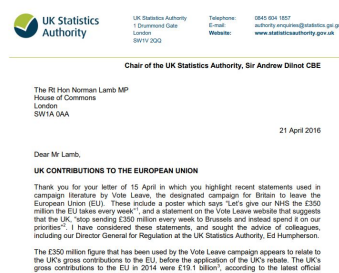 UK Statistics
Authority
UK Statistics Authority
1 Drummond Gate
London
SW1V 2QQ
Telephone: 0845 604 1857
E-mail: authority.enquiries@statistics.gsi.g
Website: www.statisticsauthority.gov.uk
Chair of the UK Statistics Authority, Sir Andrew Dilnot CBE
The Rt Hon Norman Lamb MP
House of Commons
London
SW1A 0AA
21 April 2016
Dear Mr Lamb,
UK CONTRIBUTIONS TO THE EUROPEAN UNION
Thank you for your letter of 15 April in which you highlight recent statements used in
campaign literature by Vote Leave, the designated campaign for Britain to leave the
European Union (EU). These include a poster which says "Let's give our NHS the £350
million the EU takes every week"¹, and a statement on the Vote Leave website that suggests
that the UK, "stop sending £350 million every week to Brussels and instead spend it on our
priorities"². I have considered these statements, and sought the advice of colleagues,
including our Director General for Regulation at the UK Statistics Authority, Ed Humpherson.
The £350 million figure that has been used by the Vote Leave campaign appears to relate to
the UK's gross contributions to the EU, before the application of the UK's rebate. The UK's
gross contributions to the EU in 2014 were £19.1 billion³, according to the latest official